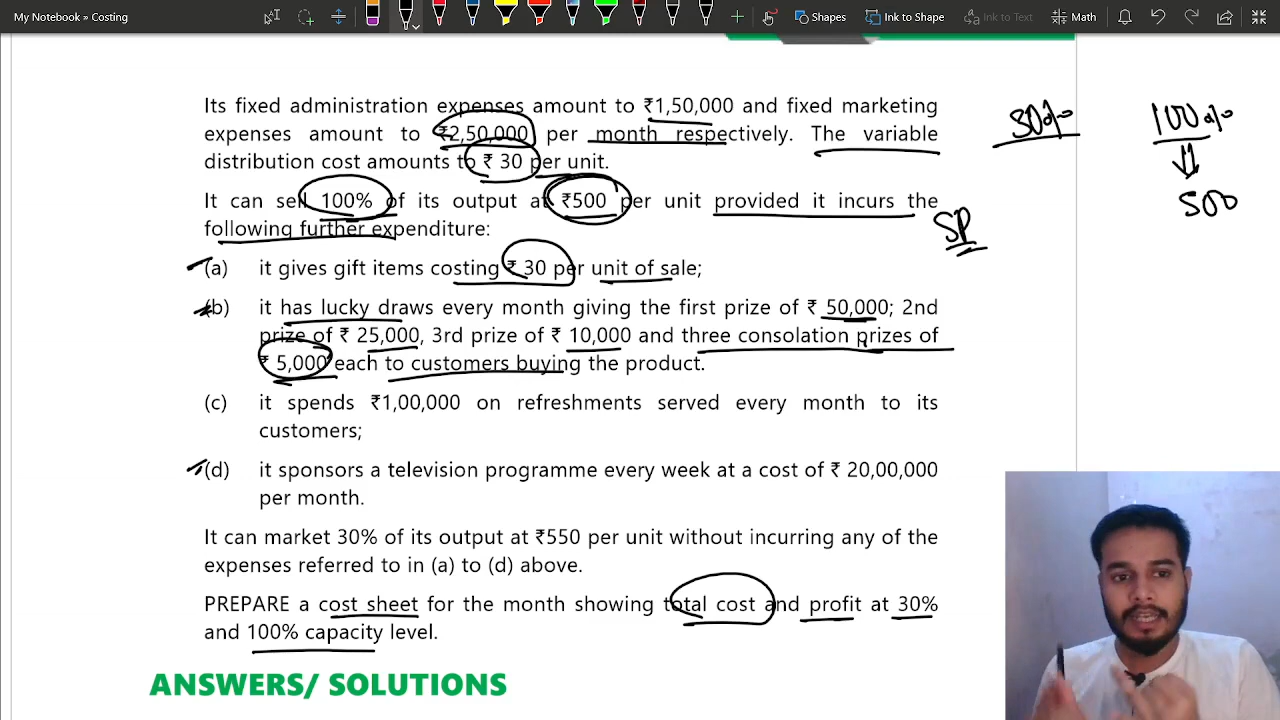 My Notebook » Costing
Shapes
Ink to Shape
Ink to Text
Math
Its fixed administration expenses amount to ₹1,50,000 and fixed marketing
expenses amount to ₹2,50,000 per month respectively. The variable
distribution cost amounts to ₹ 30 per unit.
It can sell 100% of its output at ₹500 per unit provided it incurs the
following further expenditure:
(a) it gives gift items costing ₹ 30 per unit of sale;
(b) it has lucky draws every month giving the first prize of ₹ 50,000; 2nd
prize of ₹ 25,000, 3rd prize of ₹ 10,000 and three consolation prizes of
₹ 5,000 each to customers buying the product.
(c) it spends ₹1,00,000 on refreshments served every month to its
customers;
(d) it sponsors a television programme every week at a cost of ₹ 20,00,000
per month.
It can market 30% of its output at ₹550 per unit without incurring any of the
expenses referred to in (a) to (d) above.
PREPARE a cost sheet for the month showing total cost and profit at 30%
and 100% capacity level.
ANSWERS/ SOLUTIONS
30%
100%
500
SP